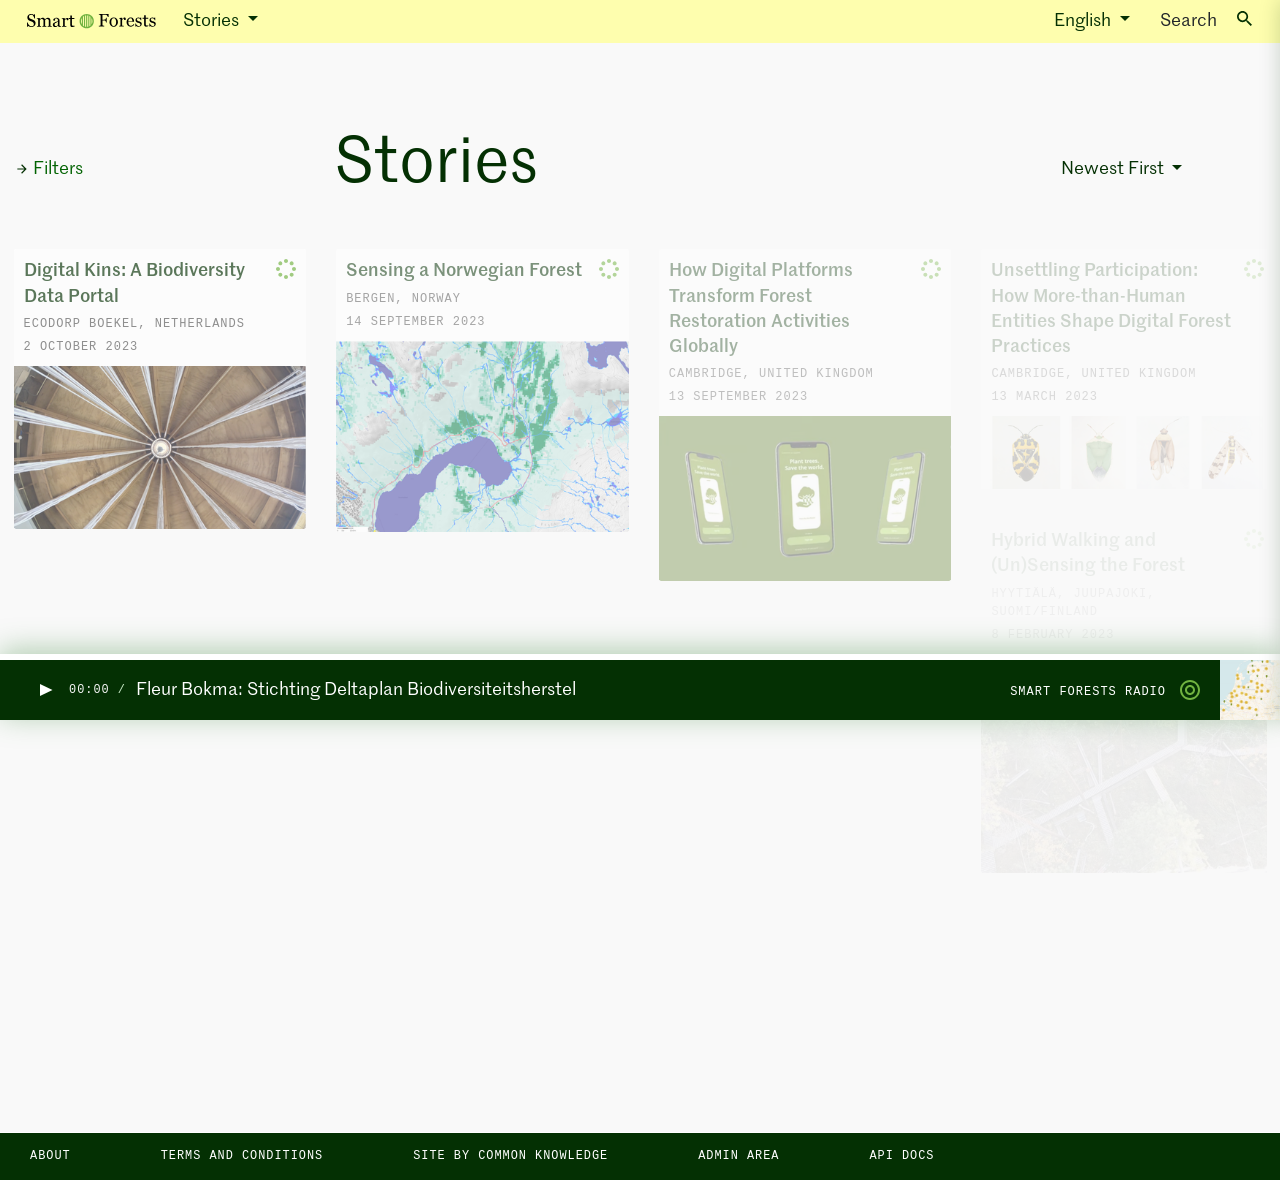 Smart Forests
Stories
English
Search
Filters
Stories
Newest First
Digital Kins: A Biodiversity
Data Portal
ECODORP BOEKEL, NETHERLANDS
2 OCTOBER 2023
Sensing a Norwegian Forest
BERGEN, NORWAY
14 SEPTEMBER 2023
How Digital Platforms
Transform Forest
Restoration Activities
Globally
CAMBRIDGE, UNITED KINGDOM
13 SEPTEMBER 2023
Plant trees.
Save the world.
Unsettling Participation:
How More-than-Human
Entities Shape Digital Forest
Practices
CAMBRIDGE, UNITED KINGDOM
13 MARCH 2023
Hybrid Walking and
(Un)Sensing the Forest
HYYTIÄLÄ, JUUPAJOKI,
SUOMI/FINLAND
6 FEBRUARY 2023
00:00 / Fleur Bokma: Stichting Deltaplan Biodiversiteitsherstel
SMART FORESTS RADIO
ABOUT
TERMS AND CONDITIONS
SITE BY COMMON KNOWLEDGE
ADMIN AREA
API DOCS